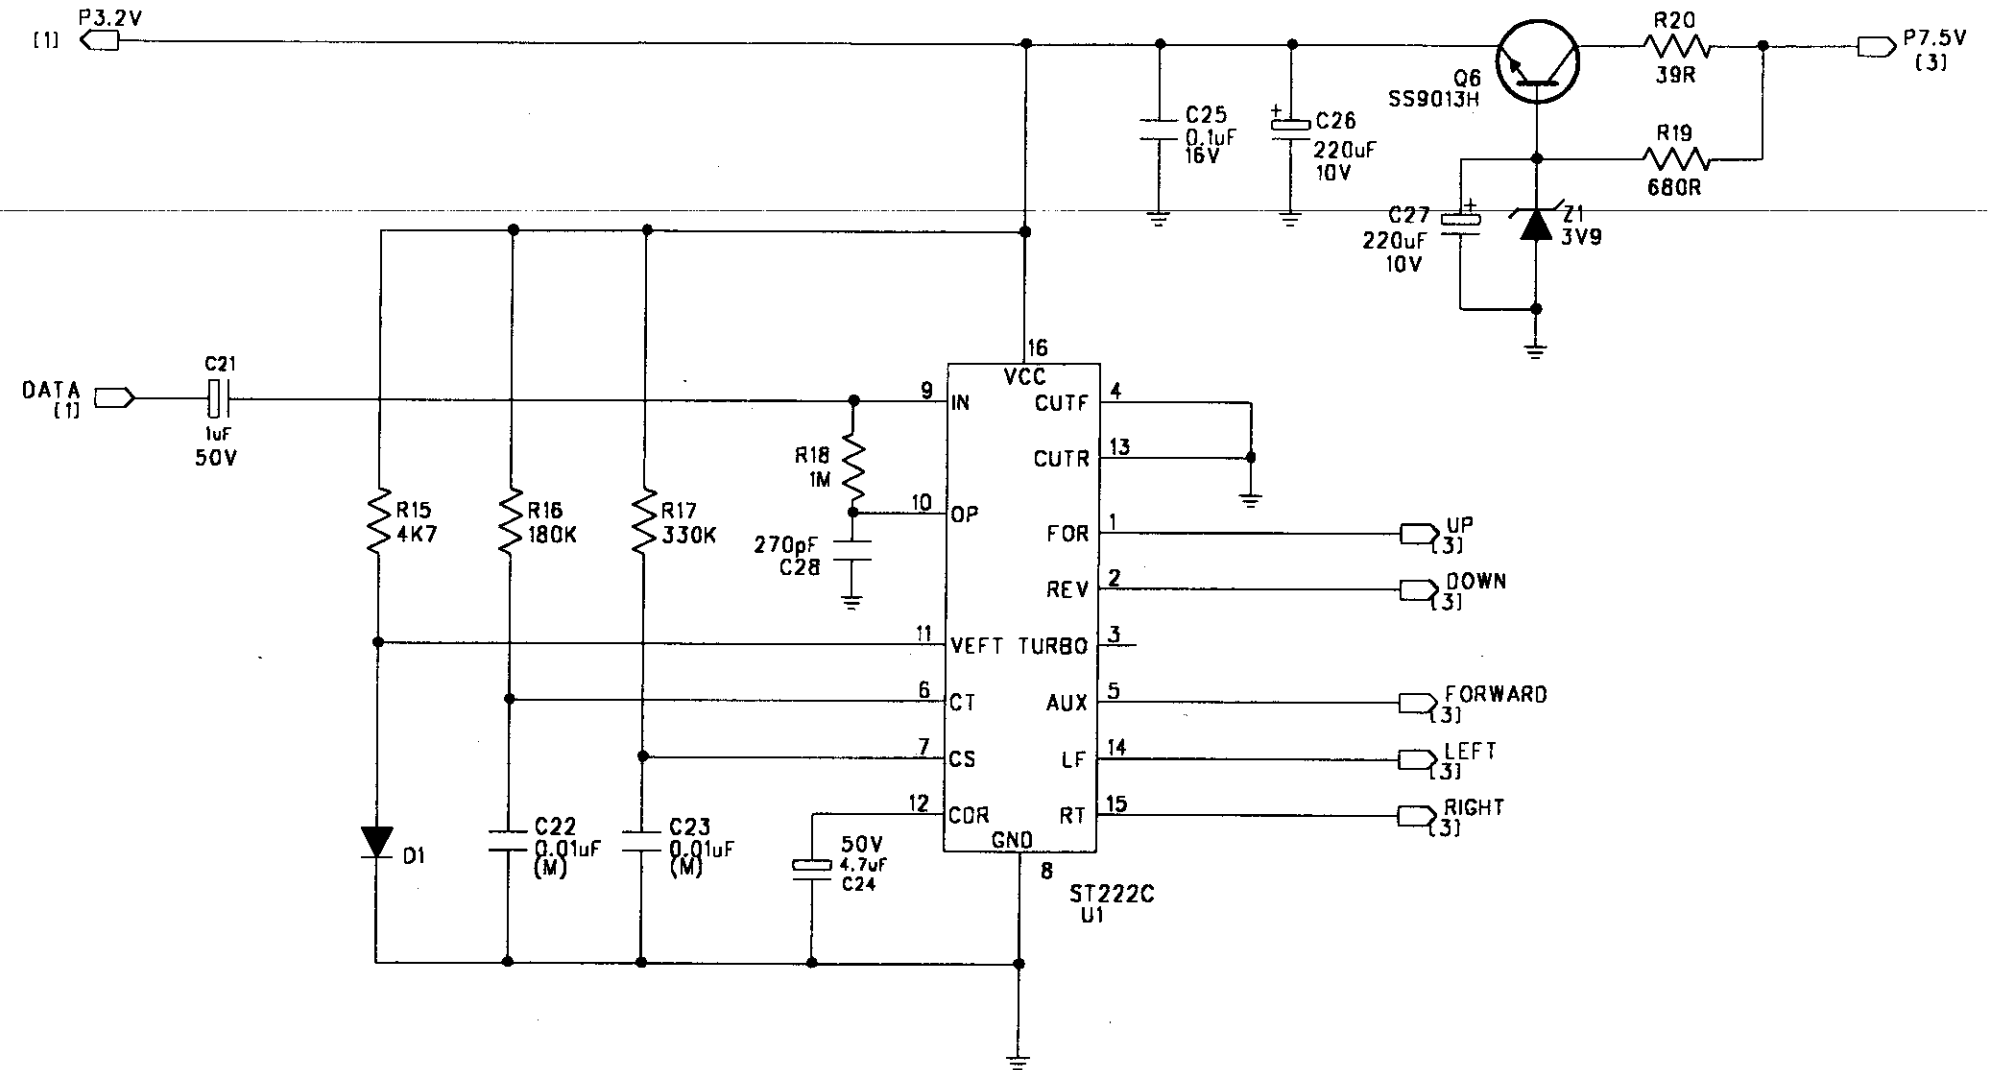 P3.2V
[1]
R20
39R
P7.5V
[3]
Q6
SS9013H
C25
0.1uF
16V
+
C26
220uF
10V
R19
680R
C27
+
220uF
10V
Z1
3V9
C21
DATA
[1]
1uF
50V
16
VCC
9
IN
CUTF
4
R18
1M
CUTR
13
R15
4K7
R16
180K
R17
330K
10
OP
270pF
C28
FOR
1
UP
[3]
REV
2
DOWN
[3]
11
VEFT
TURBO
3
6
CT
AUX
5
FORWARD
[3]
7
CS
LF
14
LEFT
[3]
12
CDR
RT
15
RIGHT
[3]
GND
8
D1
C22
0.01uF
(M)
C23
0.01uF
(M)
50V
4.7uF
C24
ST222C
U1